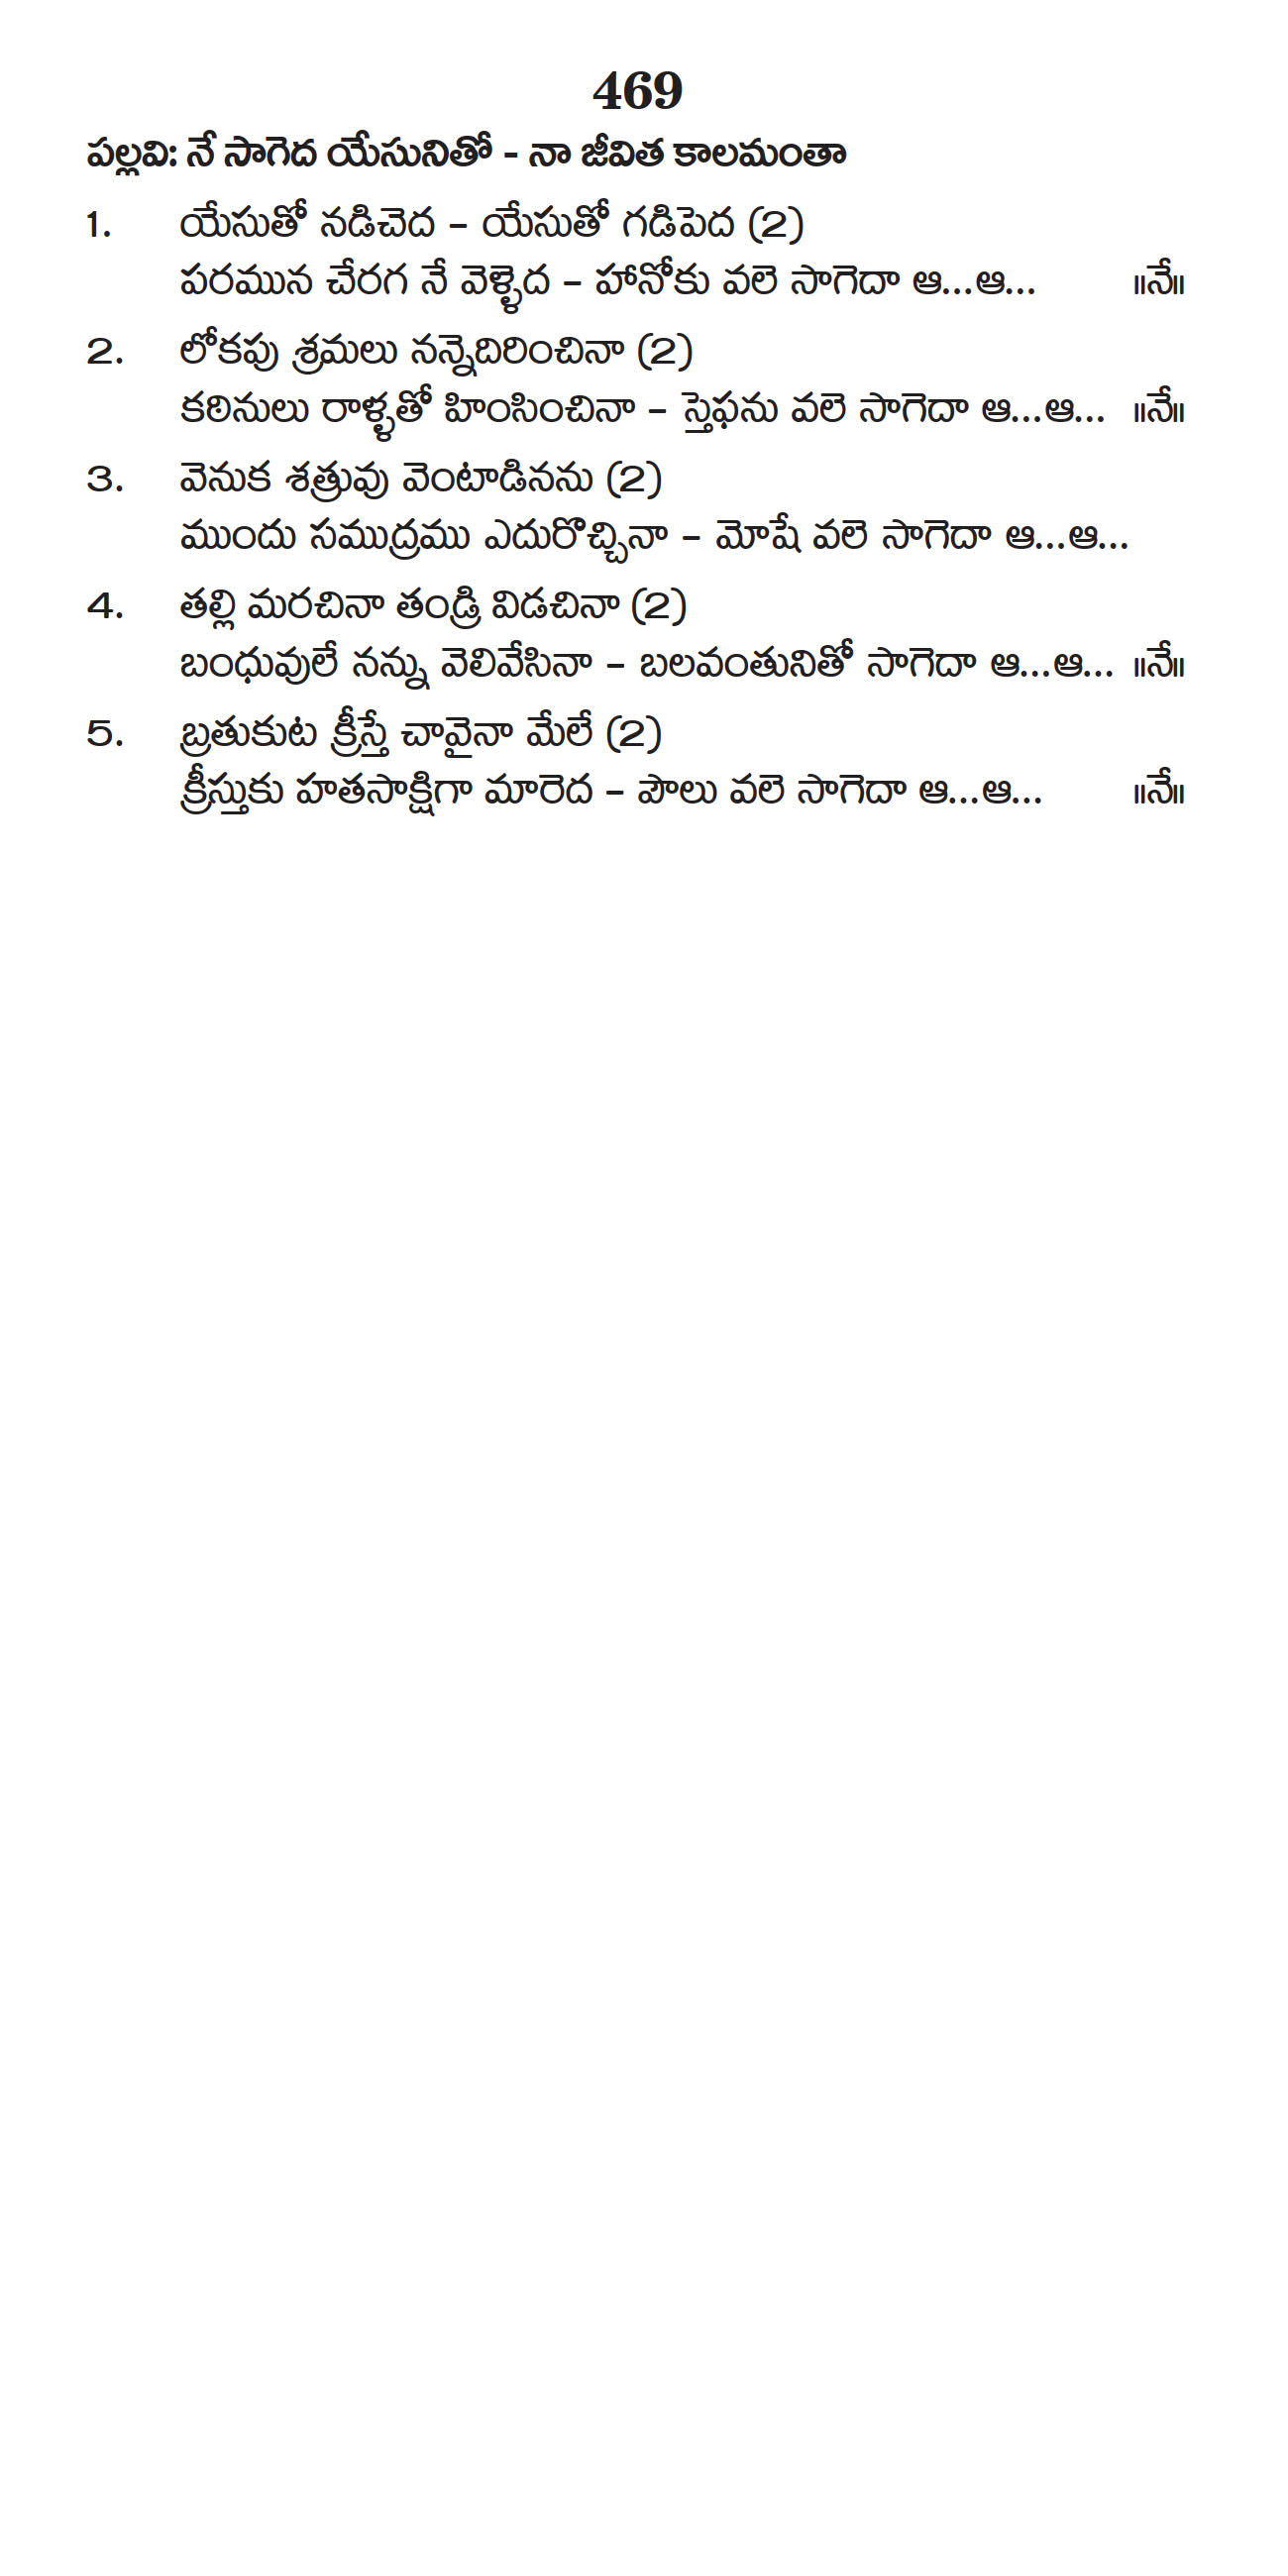 469
పల్లవి: నే సాగెద యేసునితో - నా జీవిత కాలమంతా
1. యేసుతో నడిచెద – యేసుతో గడిపెద (2)
పరమున చేరగ నే వెళ్ళెద – హనోకు వలె సాగెదా ఆ...ఆ... ॥నే॥
2. లోకపు శ్రమలు నన్నెదిరించినా (2)
కఠినులు రాళ్ళతో హింసించినా – స్తెఫను వలె సాగెదా ఆ...ఆ... ॥నే॥
3. వెనుక శత్రువు వెంటాడినను (2)
ముందు సముద్రము ఎదురొచ్చినా – మోషే వలె సాగెదా ఆ...ఆ...
4. తల్లి మరచినా తండ్రి విడచినా (2)
బంధువులే నన్ను వెలివేసినా – బలవంతునితో సాగెదా ఆ...ఆ... ॥నే॥
5. బ్రతుకుట క్రీస్తే చావైనా మేలే (2)
క్రీస్తుకు హతసాక్షిగా మారెద – పౌలు వలె సాగెదా ఆ...ఆ... ॥నే॥